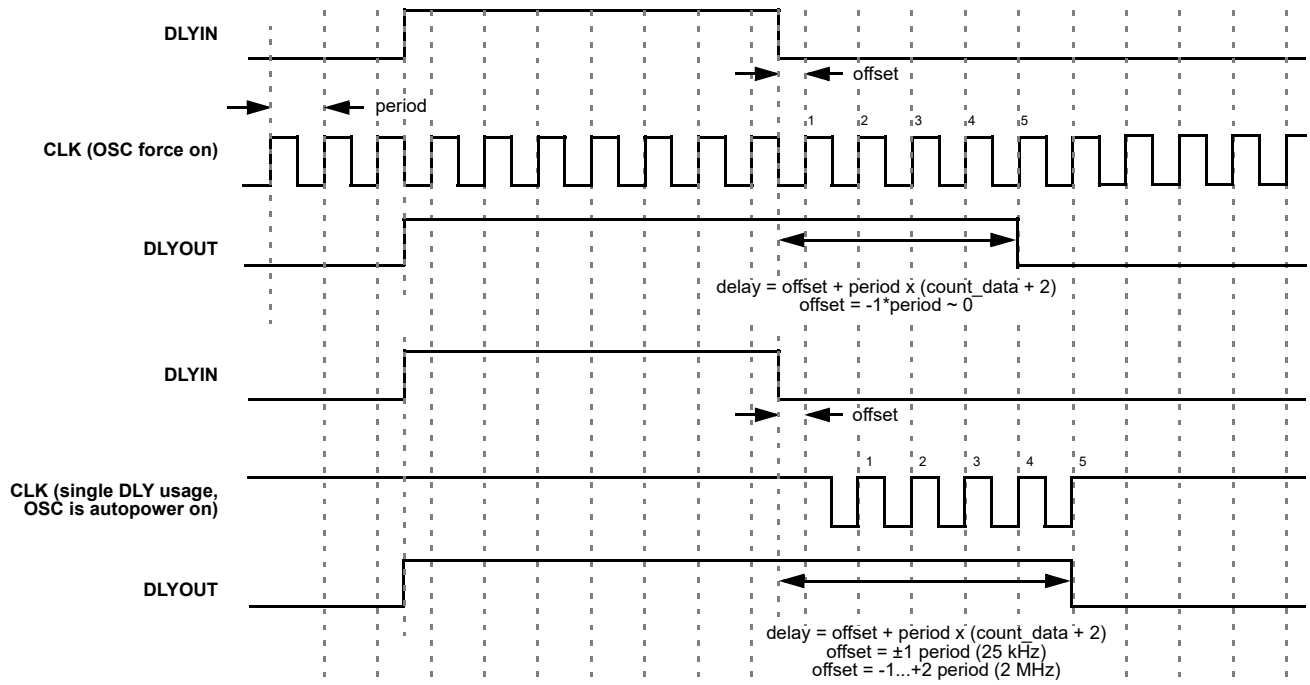 DLYIN
offset
period
1 2 3 4 5
CLK (OSC force on)
DLYOUT
delay = offset + period x (count_data + 2)
offset = -1*period ~ 0
DLYIN
offset
1 2 3 4 5
CLK (single DLY usage,
OSC is autopower on)
DLYOUT
delay = offset + period x (count_data + 2)
offset = ±1 period (25 kHz)
offset = -1...+2 period (2 MHz)